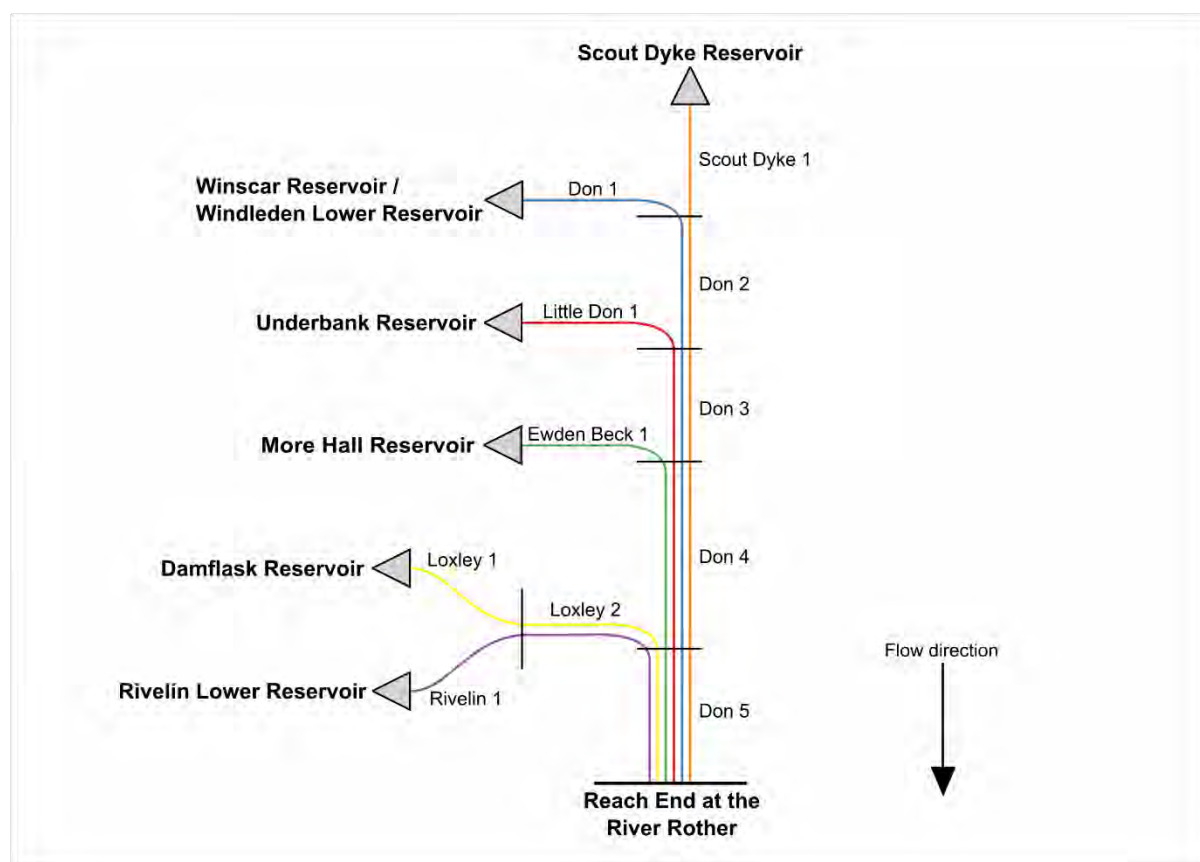 Scout Dyke Reservoir
Scout Dyke 1
Winscar Reservoir /
Windleden Lower Reservoir
Don 1
Don 2
Underbank Reservoir
Little Don 1
Don 3
More Hall Reservoir
Ewden Beck 1
Don 4
Damflask Reservoir
Loxley 1
Loxley 2
Flow direction
Rivelin Lower Reservoir
Rivelin 1
Don 5
Reach End at the
River Rother